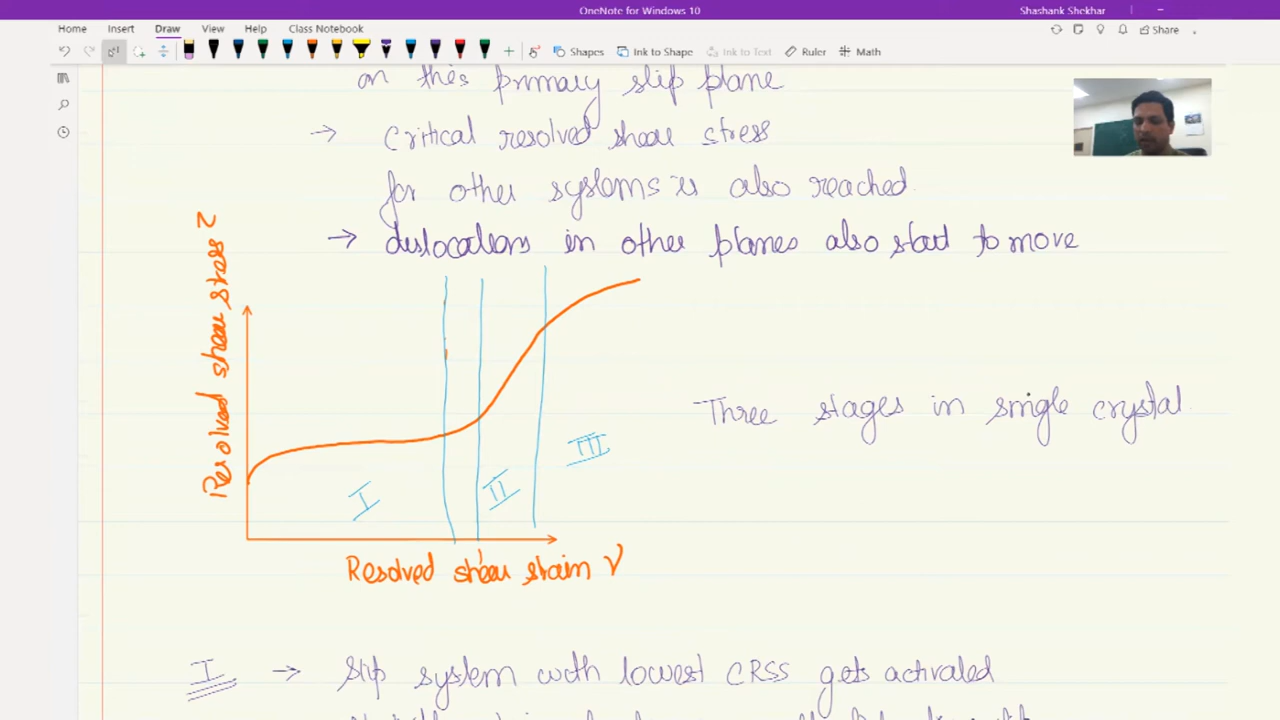 OneNote for Windows 10
Shashank Shekhar
Home Insert Draw View Help Class Notebook
Share
Shapes Ink to Shape Ink to Text Ruler Math
on this primary slip plane
→ critical resolved shear stress
for other systems is also reached.
→ dislocations in other planes also start to move
Resolved shear stress τ
Three stages in single crystal
I
II
III
Resolved shear strain γ
I → slip system with lowest CRSS gets activated